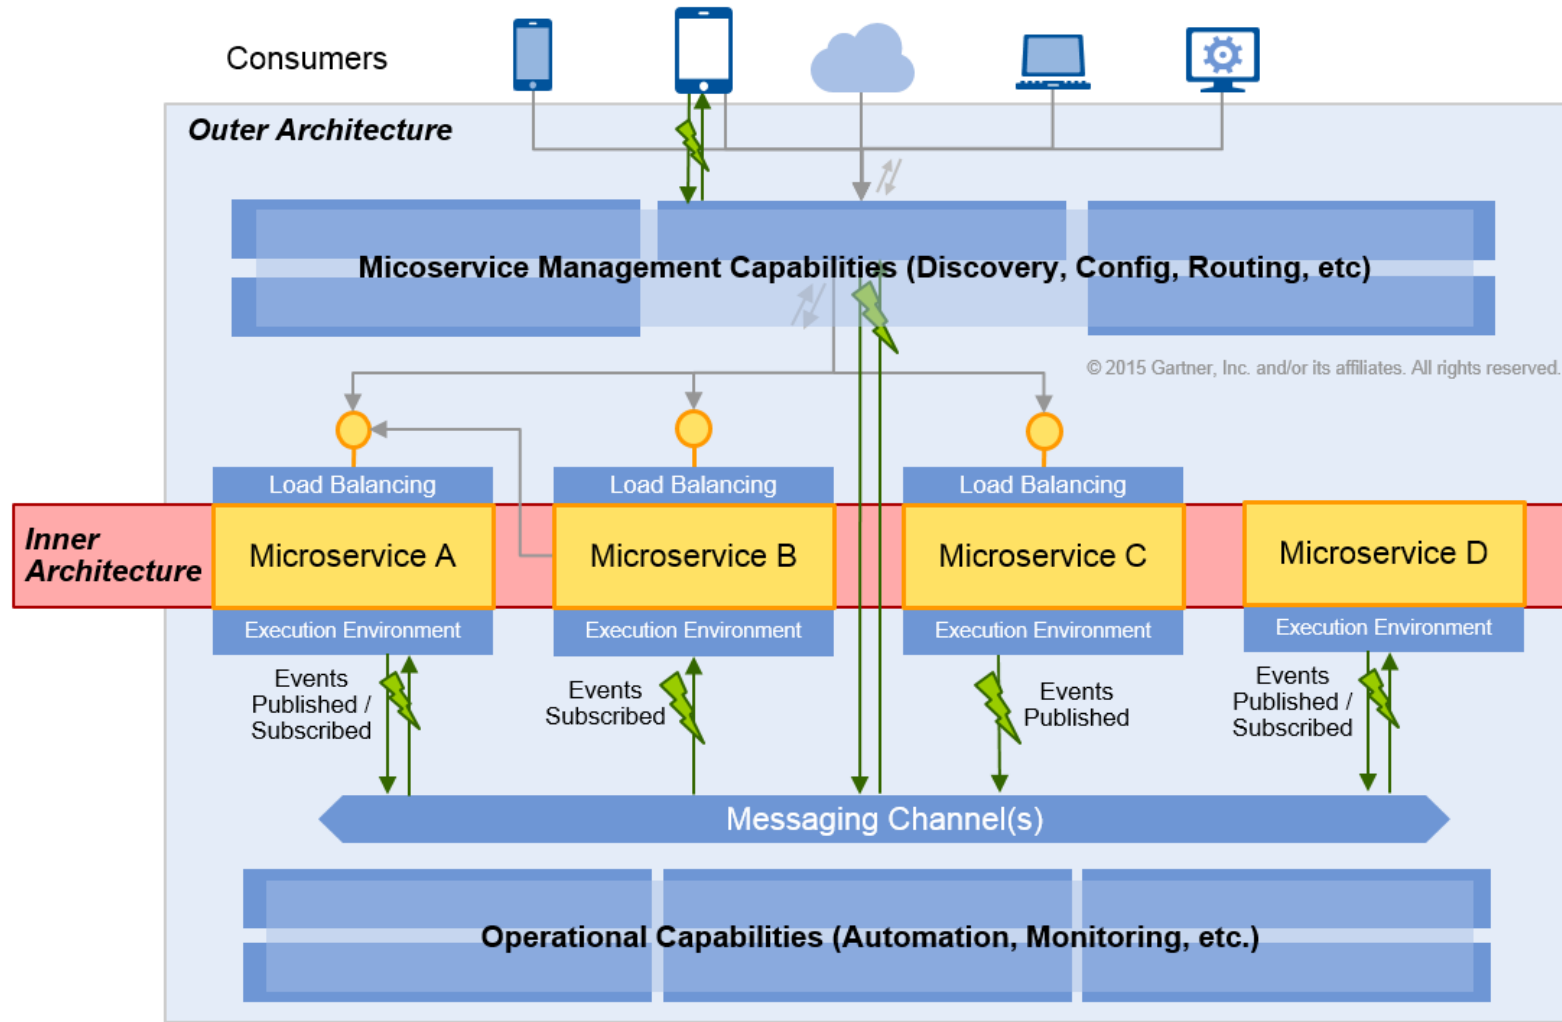 Consumers
Outer Architecture
Micoservice Management Capabilities (Discovery, Config, Routing, etc)
© 2015 Gartner, Inc. and/or its affiliates. All rights reserved.
Load Balancing
Load Balancing
Load Balancing
Inner
Architecture
Microservice A
Microservice B
Microservice C
Microservice D
Execution Environment
Execution Environment
Execution Environment
Execution Environment
Events
Published /
Subscribed
Events
Subscribed
Events
Published
Events
Published /
Subscribed
Messaging Channel(s)
Operational Capabilities (Automation, Monitoring, etc.)